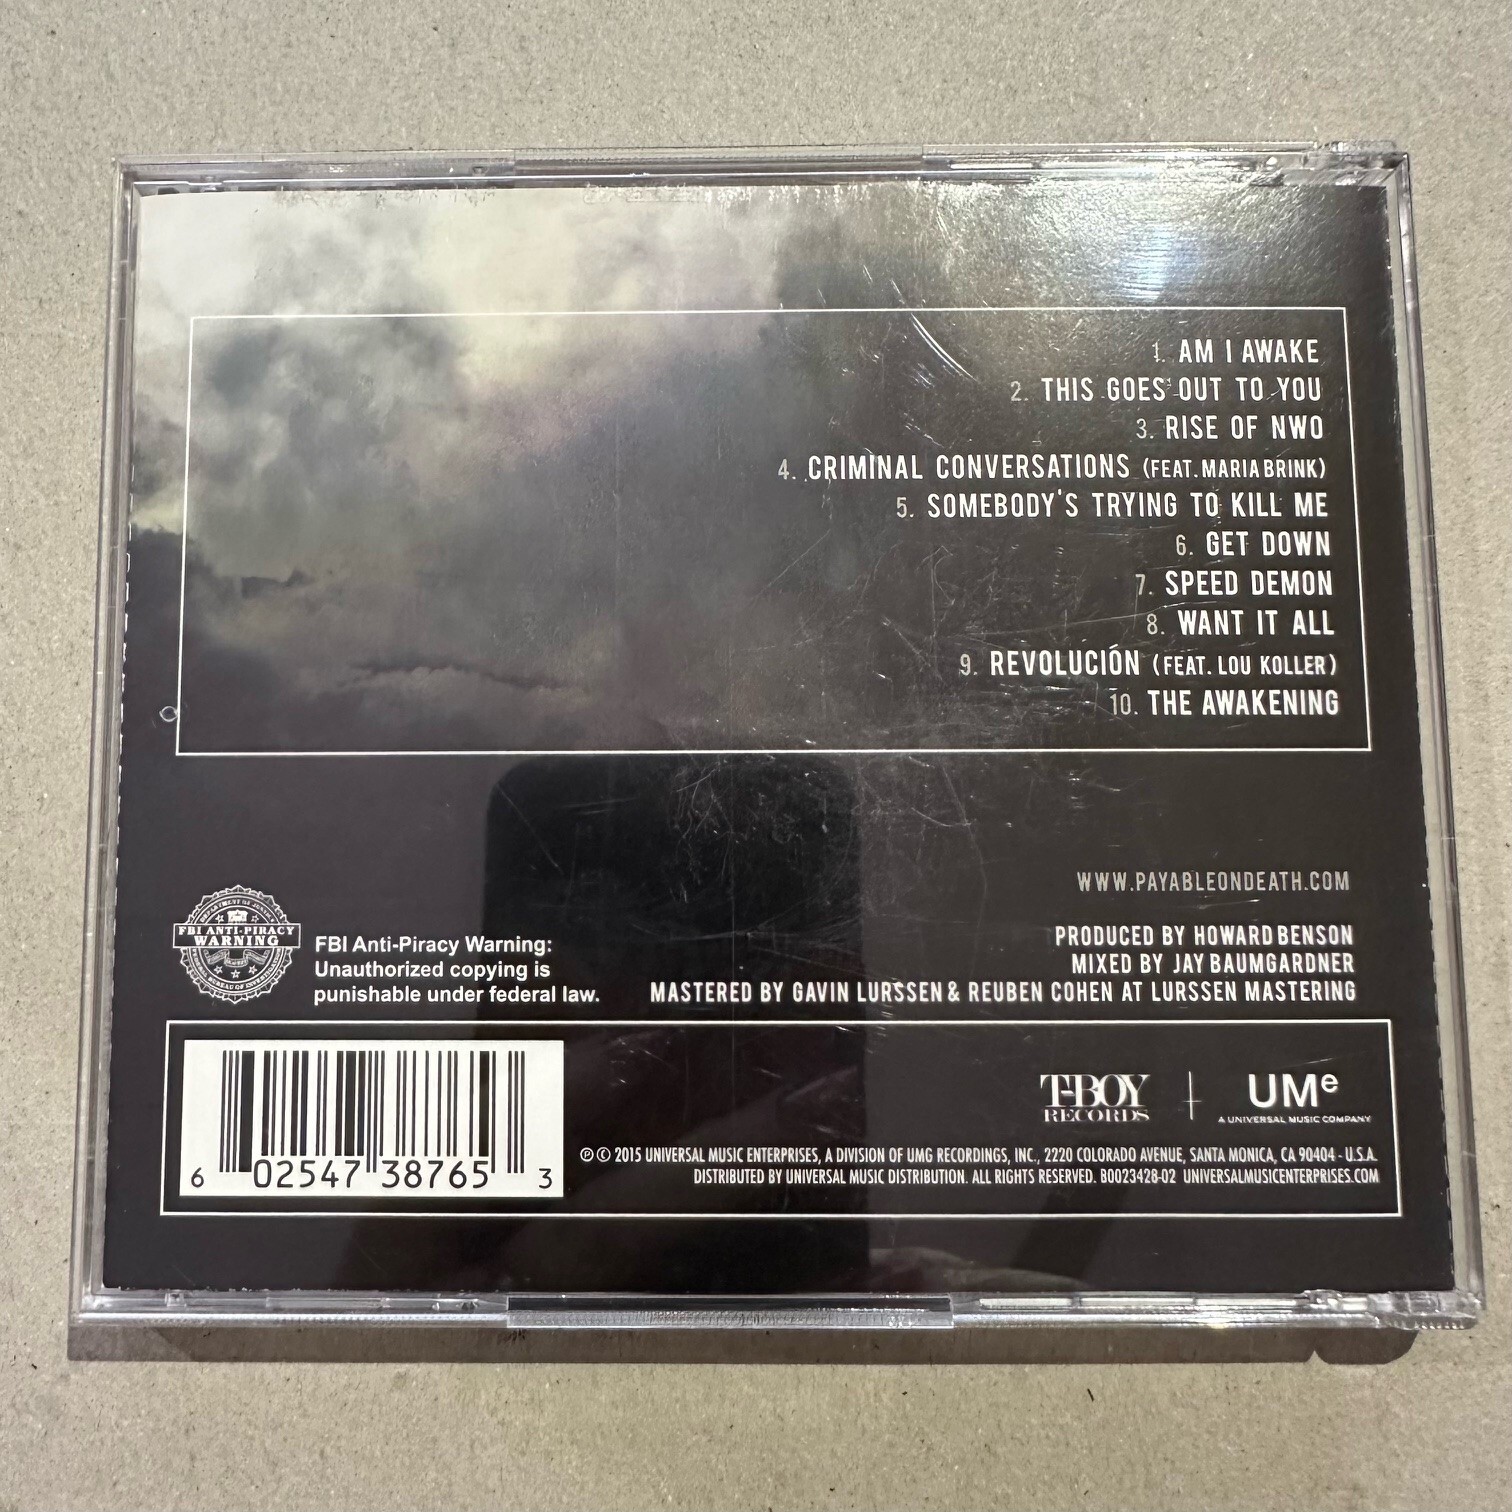 1. AM I AWAKE
2. THIS GOES OUT TO YOU
3. RISE OF NWO
4. CRIMINAL CONVERSATIONS (FEAT. MARIA BRINK)
5. SOMEBODY'S TRYING TO KILL ME
6. GET DOWN
7. SPEED DEMON
8. WANT IT ALL
9. REVOLUCIÓN (FEAT. LOU KOLLER)
10. THE AWAKENING
WWW.PAYABLEONDEATH.COM
PRODUCED BY HOWARD BENSON
MIXED BY JAY BAUMGARDNER
MASTERED BY GAVIN LURSSEN & REUBEN COHEN AT LURSSEN MASTERING
FBI ANTI-PIRACY
WARNING
FBI Anti-Piracy Warning:
Unauthorized copying is
punishable under federal law.
6 02547 38765 3
T-BOY
RECORDS
UMe
A UNIVERSAL MUSIC COMPANY
℗ © 2015 UNIVERSAL MUSIC ENTERPRISES, A DIVISION OF UMG RECORDINGS, INC., 2220 COLORADO AVENUE, SANTA MONICA, CA 90404 - U.S.A.
DISTRIBUTED BY UNIVERSAL MUSIC DISTRIBUTION. ALL RIGHTS RESERVED. B0023428-02 UNIVERSALMUSICENTERPRISES.COM